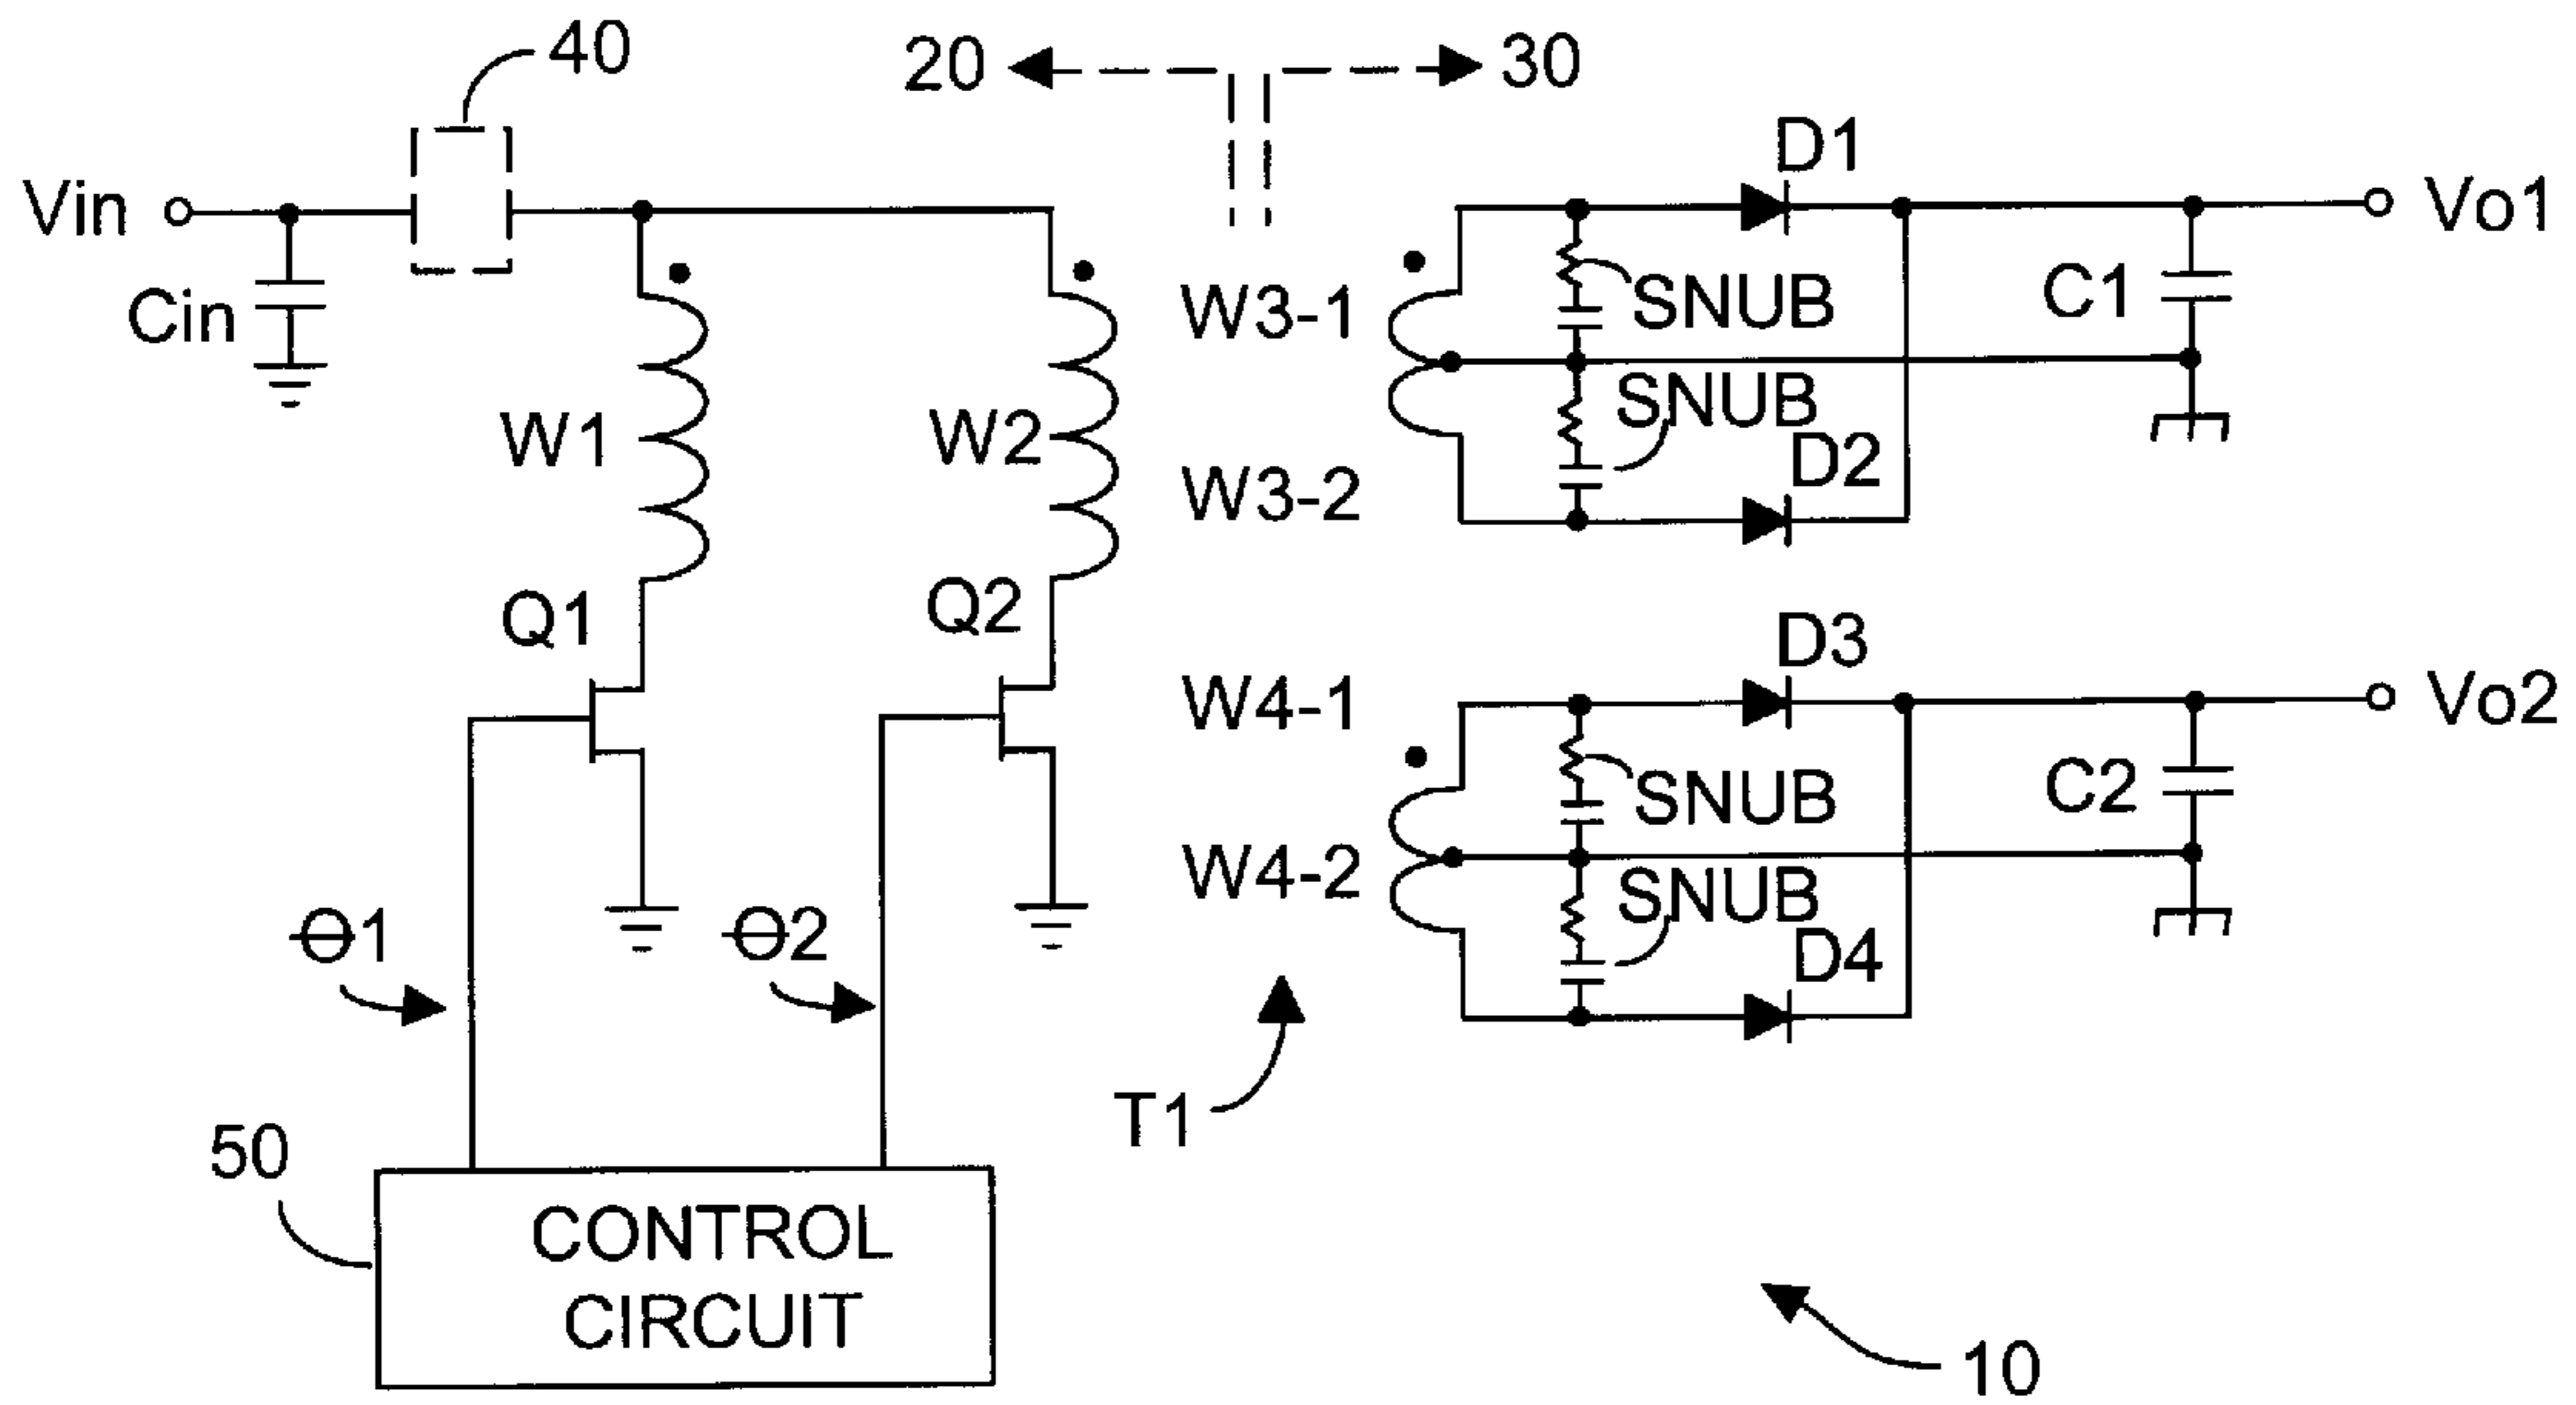 40
20
30
D1
Vin
Vo1
Cin
W3-1
SNUB
C1
SNUB
W1
W2
D2
W3-2
Q1
Q2
D3
W4-1
Vo2
SNUB
C2
W4-2
SNUB
Θ1
Θ2
D4
T1
50
CONTROL
CIRCUIT
10